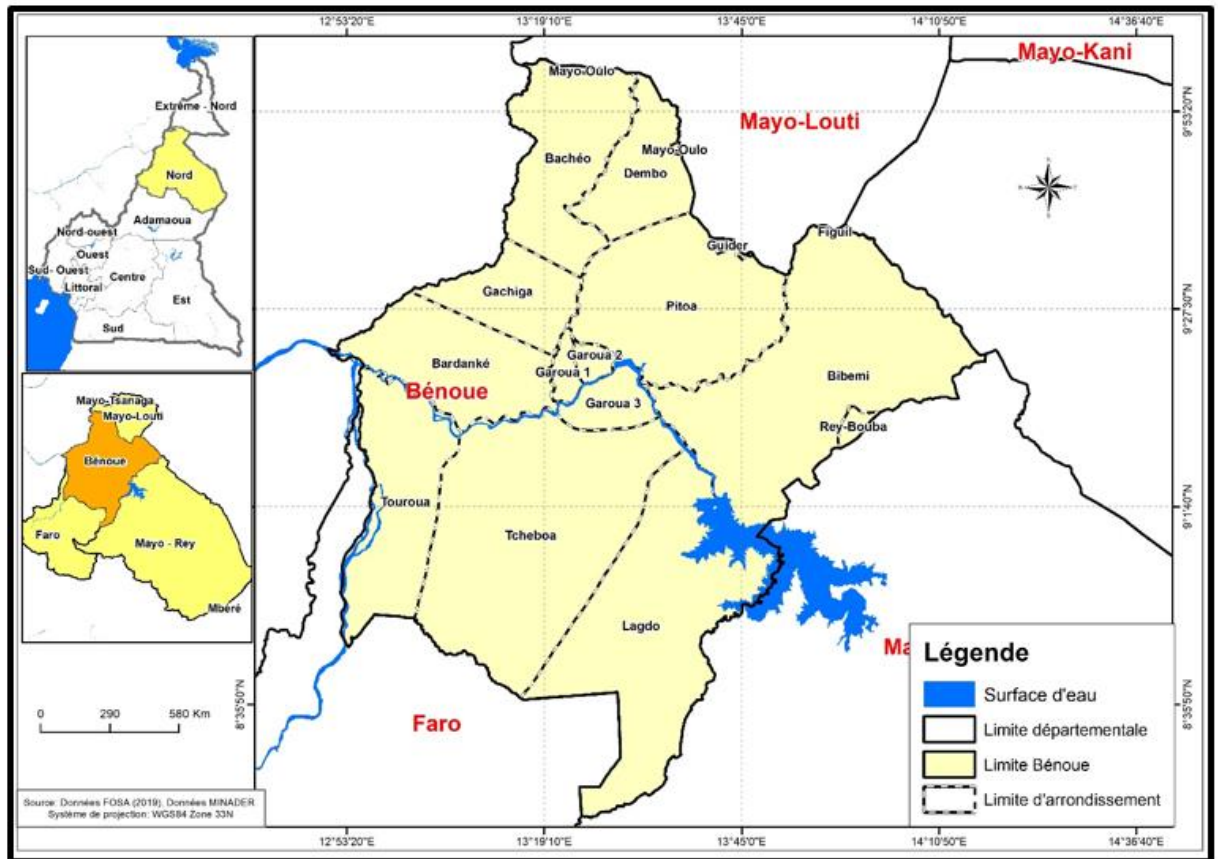 12°53'20"E
13°19'10"E
13°45'0"E
14°10'50"E
14°36'40"E
Extrême - Nord
Nord
Adamaoua
Nord-ouest
Ouest
Sud- Ouest
Centre
Littoral
Est
Sud
Mayo-Tsanaga
Mayo-Louti
Bénoue
Faro
Mayo - Rey
Mbéré
0 290 580 Km
Source: Données FOSA (2019), Données MINADER
Système de projection: WGS84 Zone 33N
Mayo-Kani
Mayo-Oulo
Mayo-Louti
Bachéo
Mayo-Oulo
Dembo
Guider
Figuil
Gachiga
Pitoa
Bardanké
Garoua 2
Garoua 1
Bibemi
Bénoue
Garoua 3
Rey-Bouba
Touroua
Tcheboa
Lagdo
Ma
Faro
9°53'20"N
9°27'30"N
9°1'40"N
8°35'50"N
8°35'50"N
Légende
Surface d'eau
Limite départementale
Limite Bénoue
Limite d'arrondissement
12°53'20"E
13°19'10"E
13°45'0"E
14°10'50"E
14°36'40"E